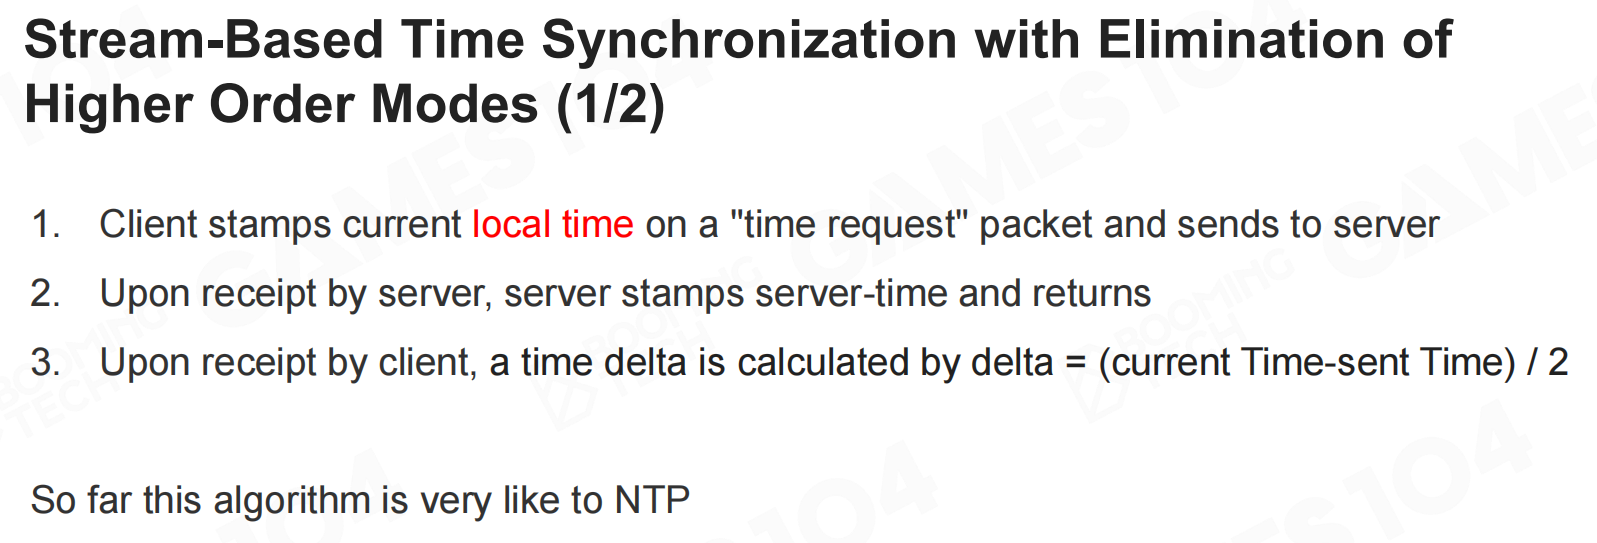 Stream-Based Time Synchronization with Elimination of
Higher Order Modes (1/2)
1. Client stamps current local time on a "time request" packet and sends to server
2. Upon receipt by server, server stamps server-time and returns
3. Upon receipt by client, a time delta is calculated by delta = (current Time-sent Time) / 2
So far this algorithm is very like to NTP